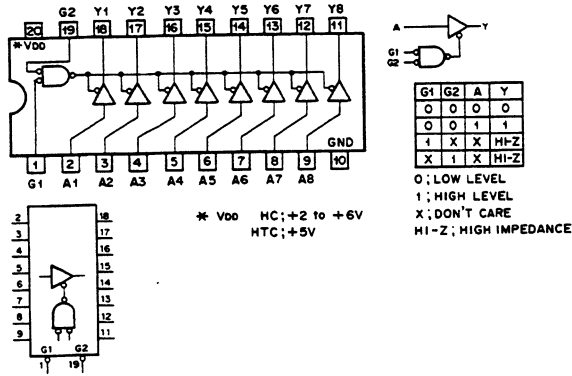 G2 Y1 Y2 Y3 Y4 Y5 Y6 Y7 Y8
20 19 18 17 16 15 14 13 12 11
* VDD
GND
1 2 3 4 5 6 7 8 9 10
G1 A1 A2 A3 A4 A5 A6 A7 A8
A Y
G1
G2
G1 G2 A Y
0 0 0 0
0 0 1 1
1 X X HI-Z
X 1 X HI-Z
0 ; LOW LEVEL
1 ; HIGH LEVEL
X ; DON'T CARE
HI-Z ; HIGH IMPEDANCE
* VDD HC ; +2 to +6V
HTC ; +5V
2 18
3 17
4 16
5 15
6 14
7 13
8 12
9 11
G1 G2
1 19